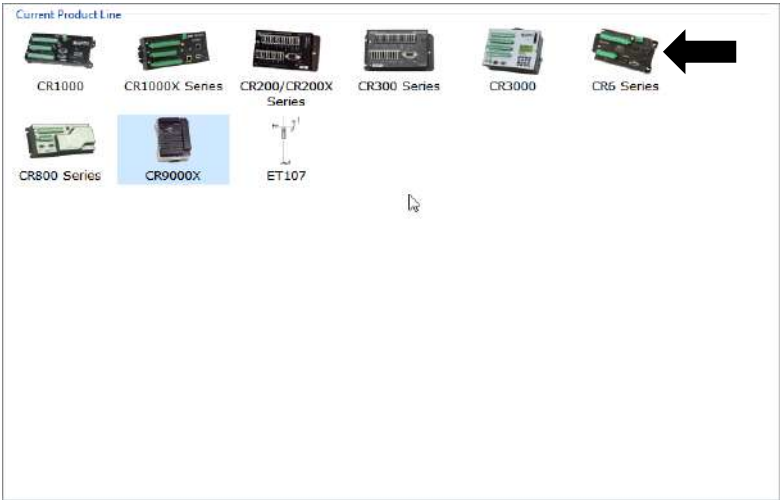 Current Product Line
CR1000
CR1000X Series
CR200/CR200X
Series
CR300 Series
CR3000
CR6 Series
CR800 Series
CR9000X
ET107